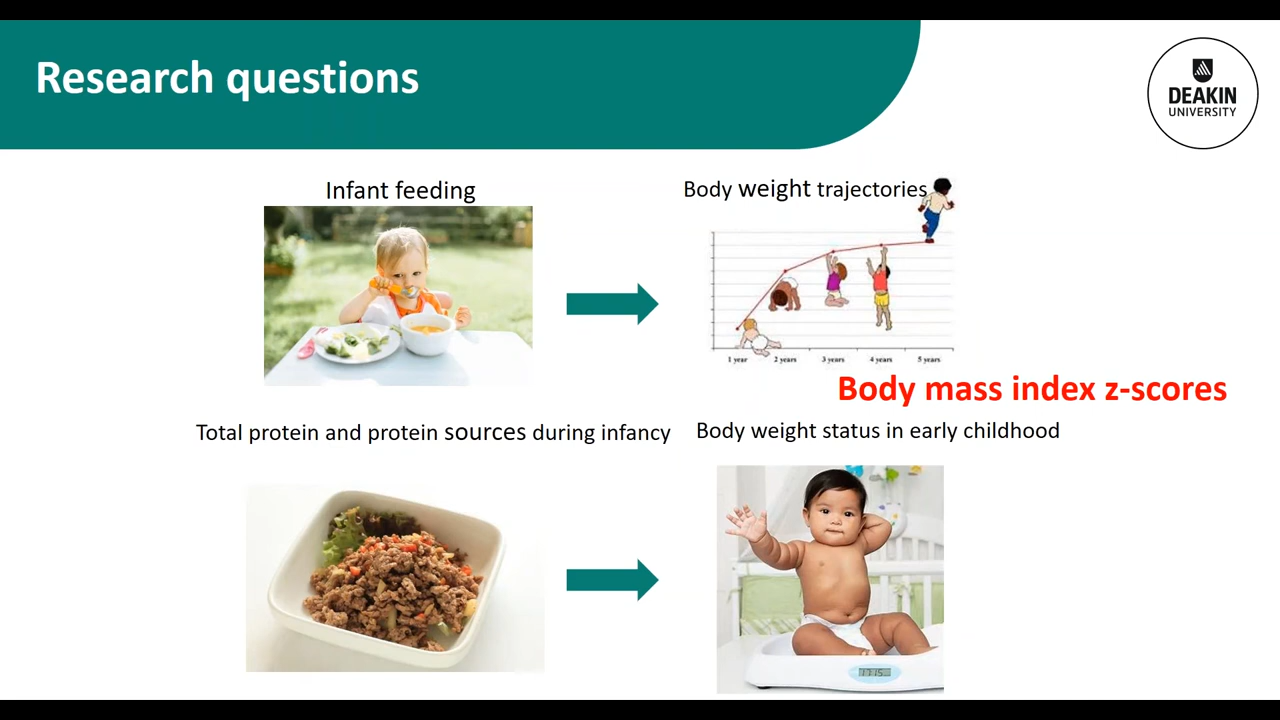 Research questions
DEAKIN
UNIVERSITY
Infant feeding
Body weight trajectories
1 year 2 years 3 years 4 years 5 years
Body mass index z-scores
Total protein and protein sources during infancy
Body weight status in early childhood